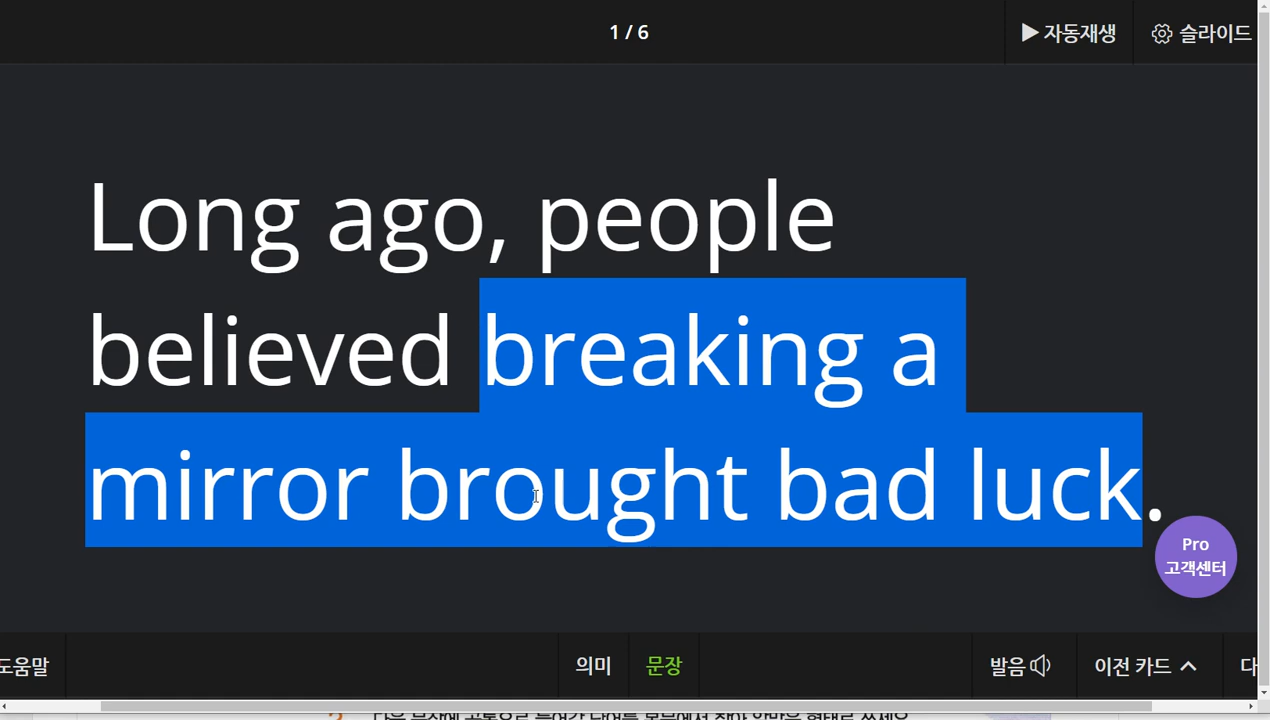 1 / 6
▶자동재생
슬라이드
Long ago, people
believed breaking a
mirror brought bad luck.
Pro
고객센터
도움말
의미
문장
발음
이전 카드
다